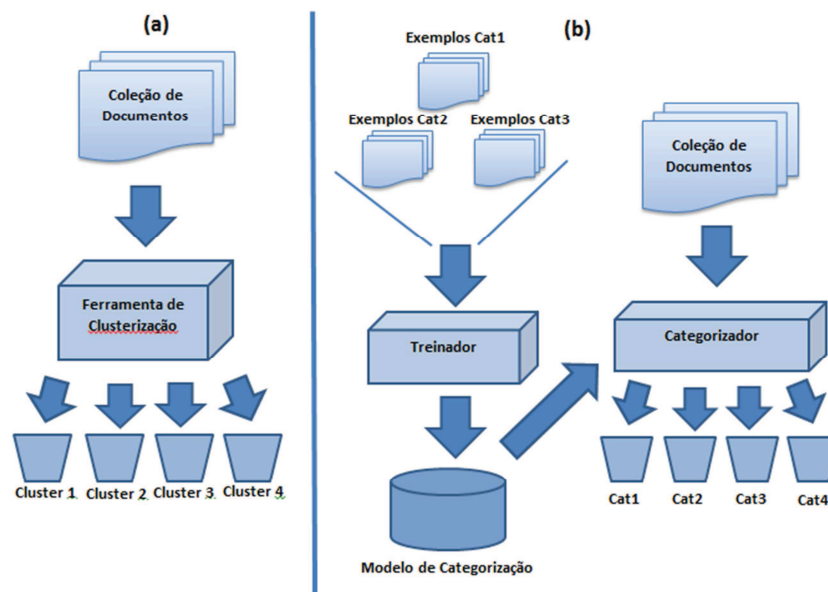 (a)
Coleção de
Documentos
Ferramenta de
Clusterização
Cluster 1
Cluster 2
Cluster 3
Cluster 4
(b)
Exemplos Cat1
Exemplos Cat2
Exemplos Cat3
Treinador
Modelo de Categorização
Coleção de
Documentos
Categorizador
Cat1
Cat2
Cat3
Cat4